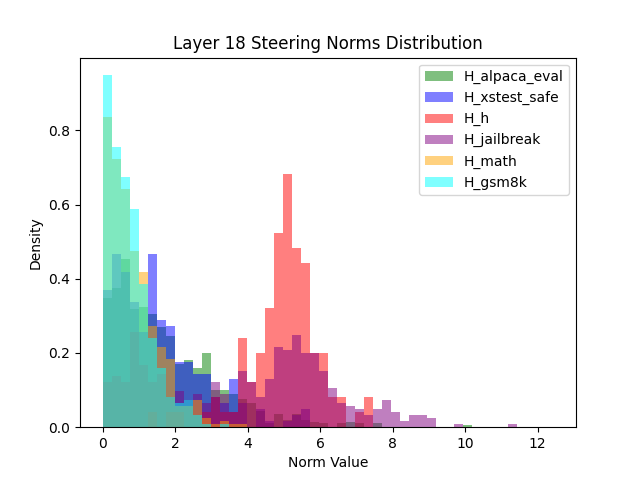 Layer 18 Steering Norms Distribution
H_alpaca_eval
H_xstest_safe
H_h
H_jailbreak
H_math
H_gsm8k
0.8
0.6
0.4
0.2
0.0
Density
0 2 4 6 8 10 12
Norm Value